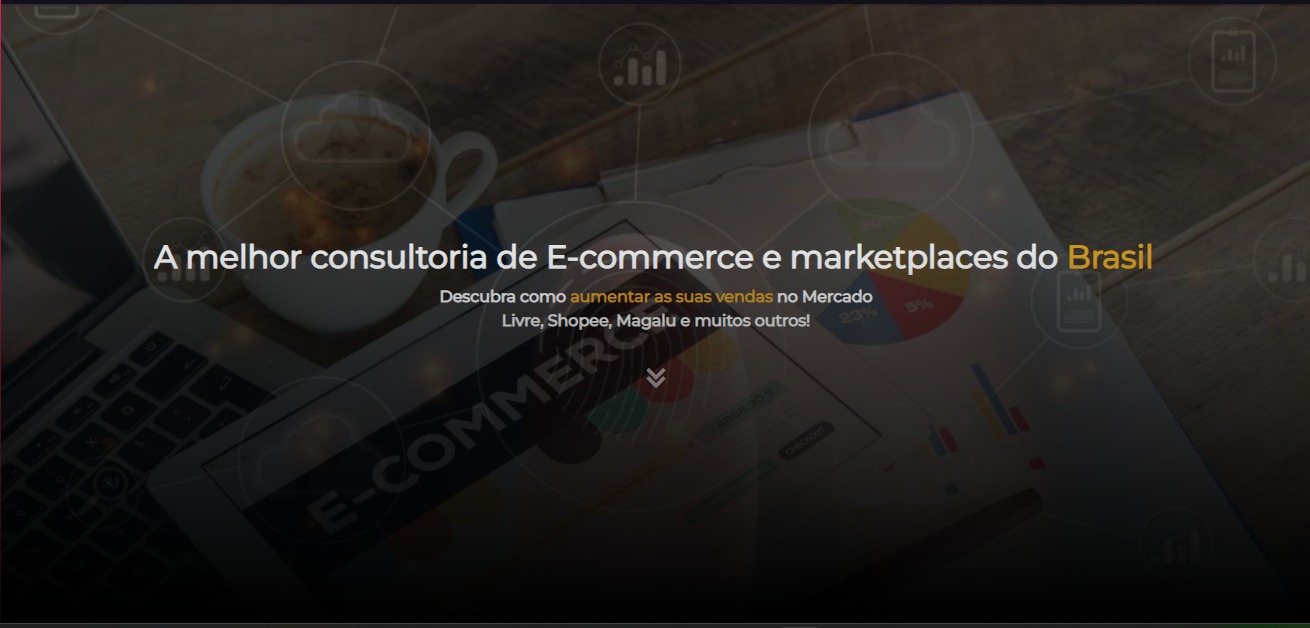 A melhor consultoria de E-commerce e marketplaces do Brasil
Descubra como aumentar as suas vendas no Mercado
Livre, Shopee, Magalu e muitos outros!
E-COMMERCE
23%
5%
CHECKOUT